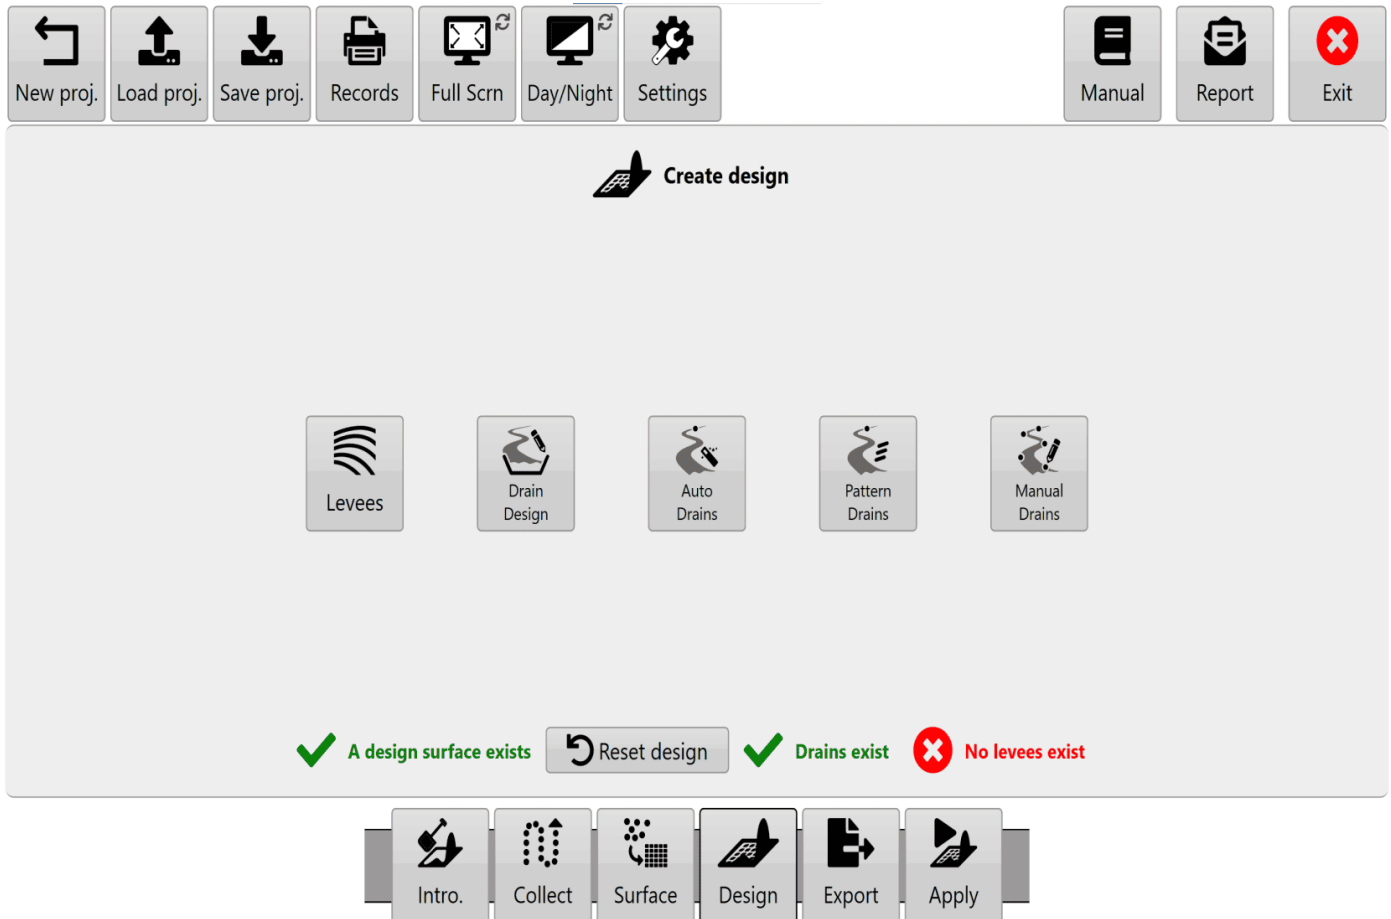 New proj.
Load proj.
Save proj.
Records
Full Scrn
Day/Night
Settings
Manual
Report
Exit
Create design
Levees
Drain
Design
Auto
Drains
Pattern
Drains
Manual
Drains
A design surface exists
Reset design
Drains exist
No levees exist
Intro.
Collect
Surface
Design
Export
Apply